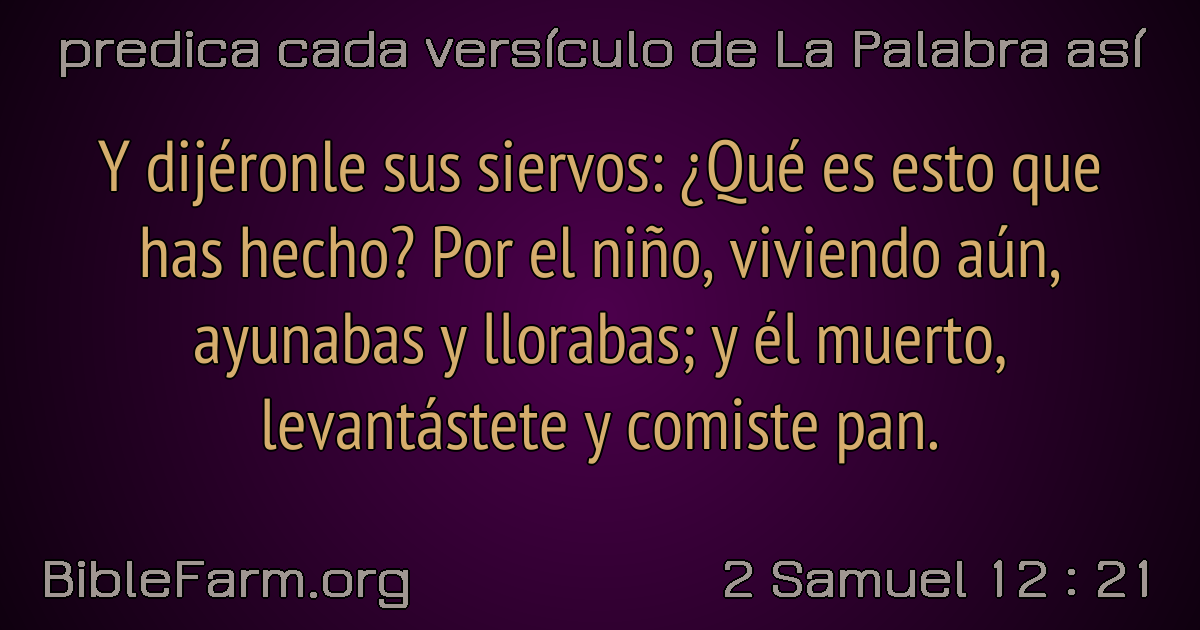 predica cada versículo de La Palabra así
Y dijéronle sus siervos: ¿Qué es esto que
has hecho? Por el niño, viviendo aún,
ayunabas y llorabas; y él muerto,
levantástete y comiste pan.
BibleFarm.org
2 Samuel 12 : 21